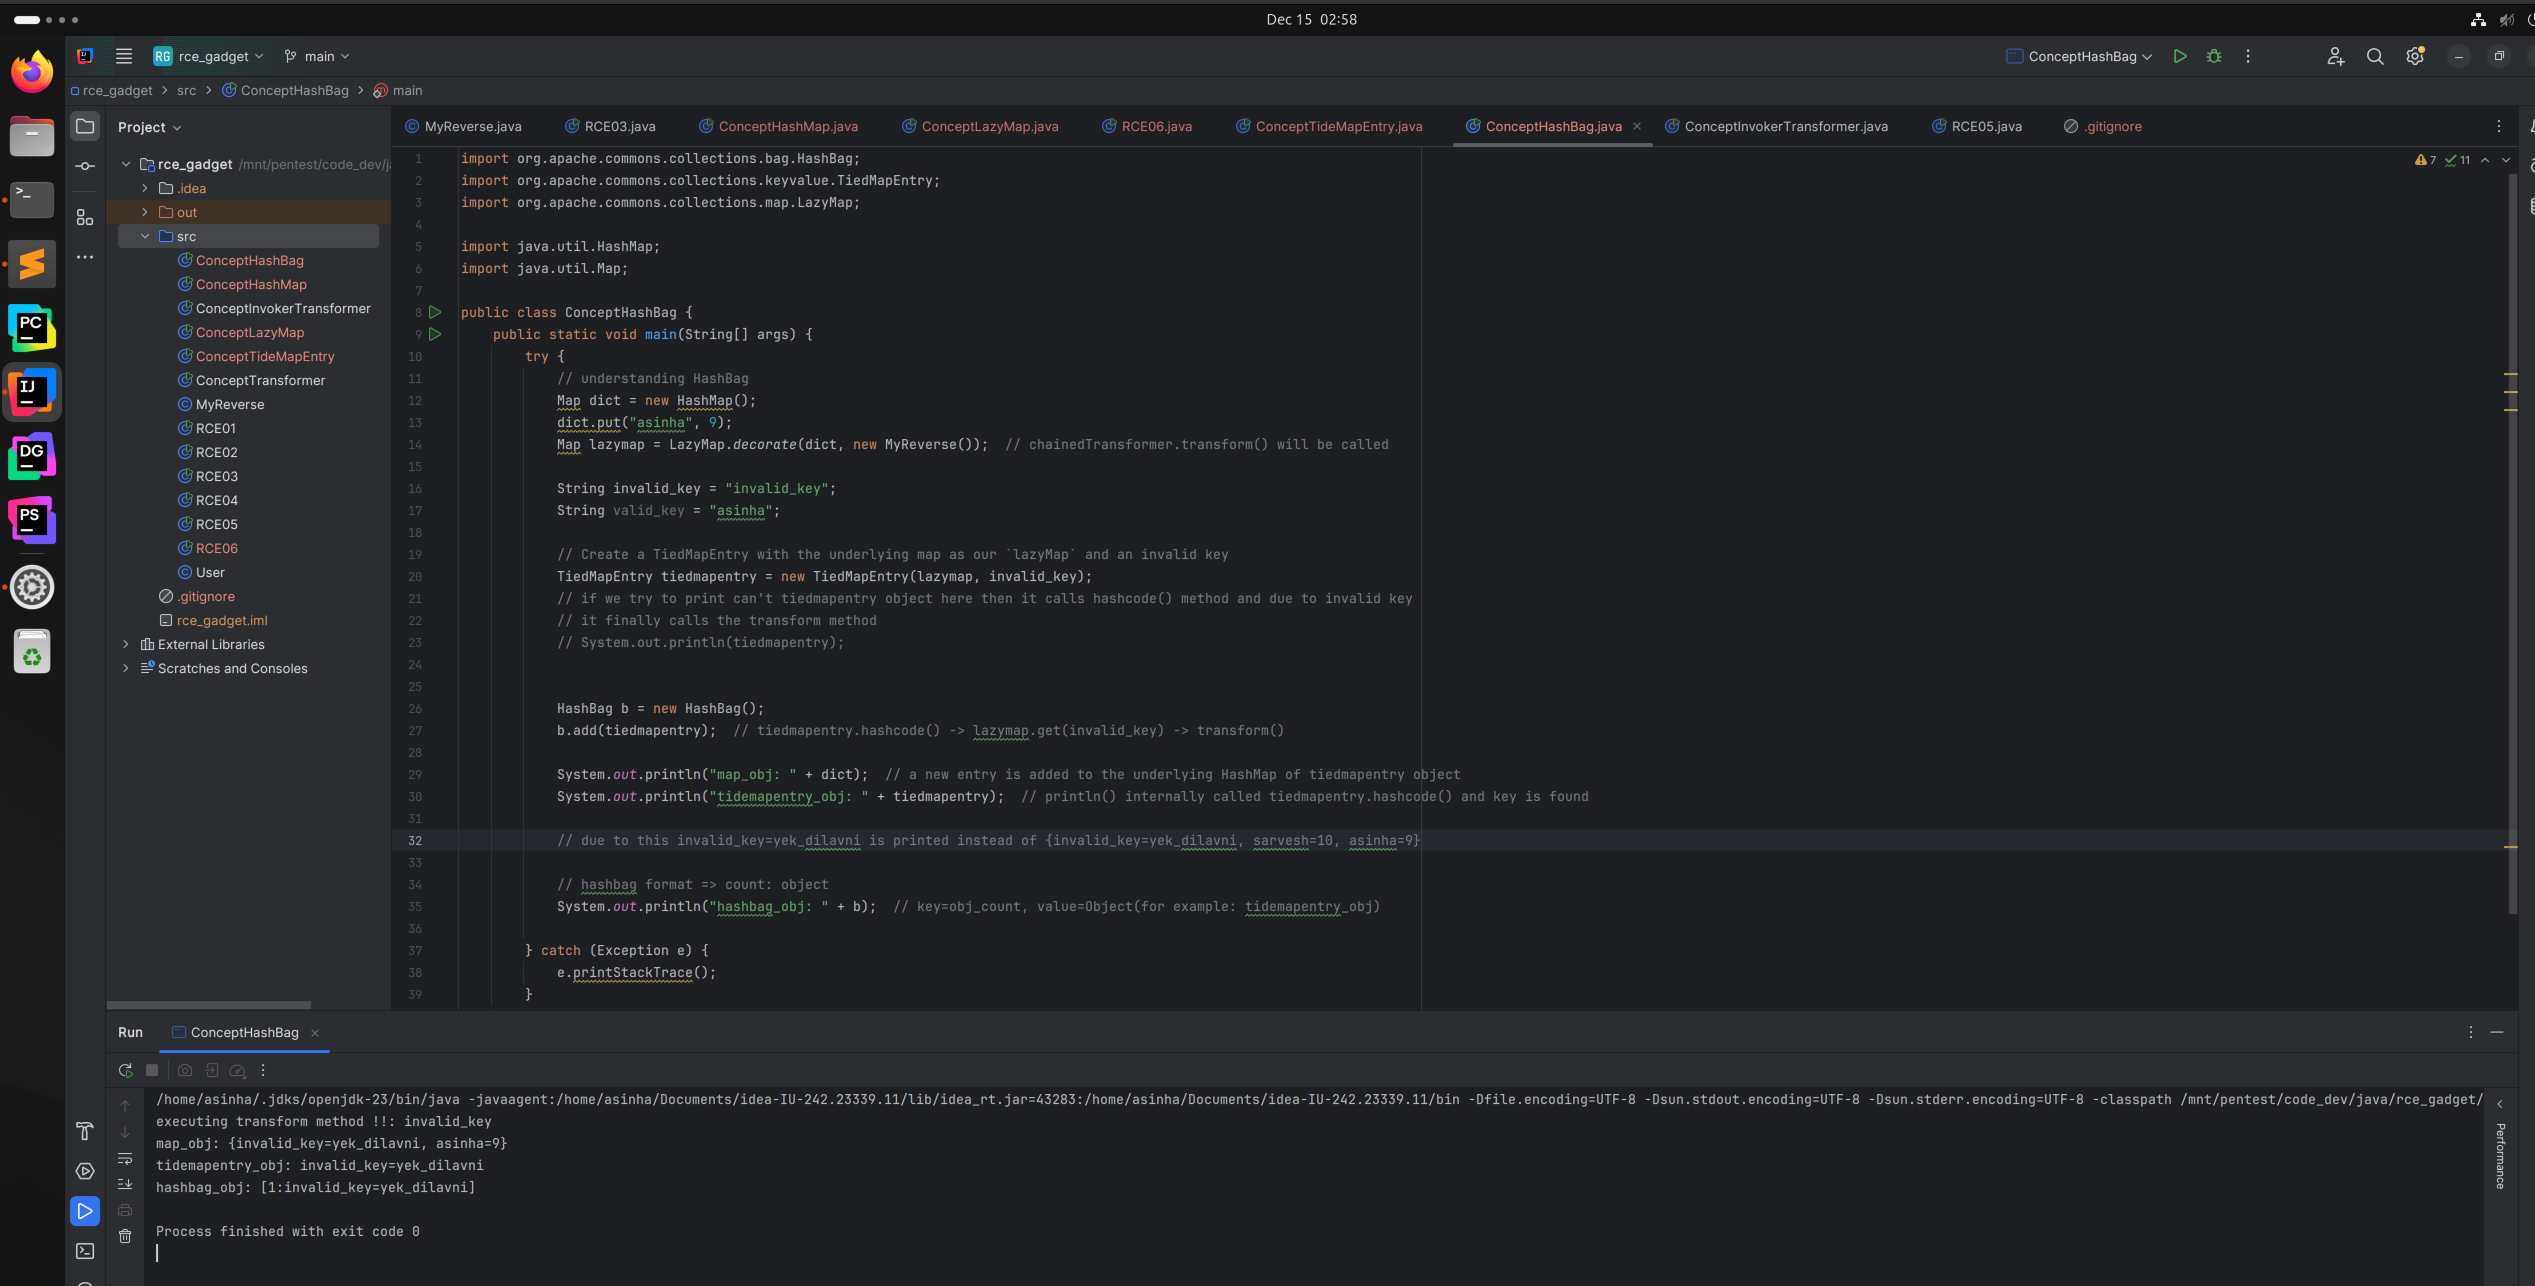 Dec 15 02:58
RG rce_gadget main
ConceptHashBag
rce_gadget > src > ConceptHashBag > main
Project
MyReverse.java RCE03.java ConceptHashMap.java ConceptLazyMap.java RCE06.java ConceptTideMapEntry.java ConceptHashBag.java ConceptInvokerTransformer.java RCE05.java .gitignore
7 11
rce_gadget /mnt/pentest/code_dev/j
.idea
out
src
ConceptHashBag
ConceptHashMap
ConceptInvokerTransformer
ConceptLazyMap
ConceptTideMapEntry
ConceptTransformer
MyReverse
RCE01
RCE02
RCE03
RCE04
RCE05
RCE06
User
.gitignore
rce_gadget.iml
External Libraries
Scratches and Consoles
PC
IJ
DG
PS
1 import org.apache.commons.collections.bag.HashBag;
2 import org.apache.commons.collections.keyvalue.TiedMapEntry;
3 import org.apache.commons.collections.map.LazyMap;
4
5 import java.util.HashMap;
6 import java.util.Map;
7
8 public class ConceptHashBag {
9 public static void main(String[] args) {
10 try {
11 // understanding HashBag
12 Map dict = new HashMap();
13 dict.put("asinha", 9);
14 Map lazymap = LazyMap.decorate(dict, new MyReverse()); // chainedTransformer.transform() will be called
15
16 String invalid_key = "invalid_key";
17 String valid_key = "asinha";
18
19 // Create a TiedMapEntry with the underlying map as our `lazyMap` and an invalid key
20 TiedMapEntry tiedmapentry = new TiedMapEntry(lazymap, invalid_key);
21 // if we try to print can't tiedmapentry object here then it calls hashcode() method and due to invalid key
22 // it finally calls the transform method
23 // System.out.println(tiedmapentry);
24
25
26 HashBag b = new HashBag();
27 b.add(tiedmapentry); // tiedmapentry.hashcode() -> lazymap.get(invalid_key) -> transform()
28
29 System.out.println("map_obj: " + dict); // a new entry is added to the underlying HashMap of tiedmapentry object
30 System.out.println("tidemapentry_obj: " + tiedmapentry); // println() internally called tiedmapentry.hashcode() and key is found
31
32 // due to this invalid_key=yek_dilavni is printed instead of {invalid_key=yek_dilavni, sarvesh=10, asinha=9}
33
34 // hashbag format => count: object
35 System.out.println("hashbag_obj: " + b); // key=obj_count, value=Object(for example: tidemapentry_obj)
36
37 } catch (Exception e) {
38 e.printStackTrace();
39 }
Run ConceptHashBag
/home/asinha/.jdks/openjdk-23/bin/java -javaagent:/home/asinha/Documents/idea-IU-242.23339.11/lib/idea_rt.jar=43283:/home/asinha/Documents/idea-IU-242.23339.11/bin -Dfile.encoding=UTF-8 -Dsun.stdout.encoding=UTF-8 -Dsun.stderr.encoding=UTF-8 -classpath /mnt/pentest/code_dev/java/rce_gadget/
executing transform method !!: invalid_key
map_obj: {invalid_key=yek_dilavni, asinha=9}
tidemapentry_obj: invalid_key=yek_dilavni
hashbag_obj: [1:invalid_key=yek_dilavni]
Process finished with exit code 0
Performance